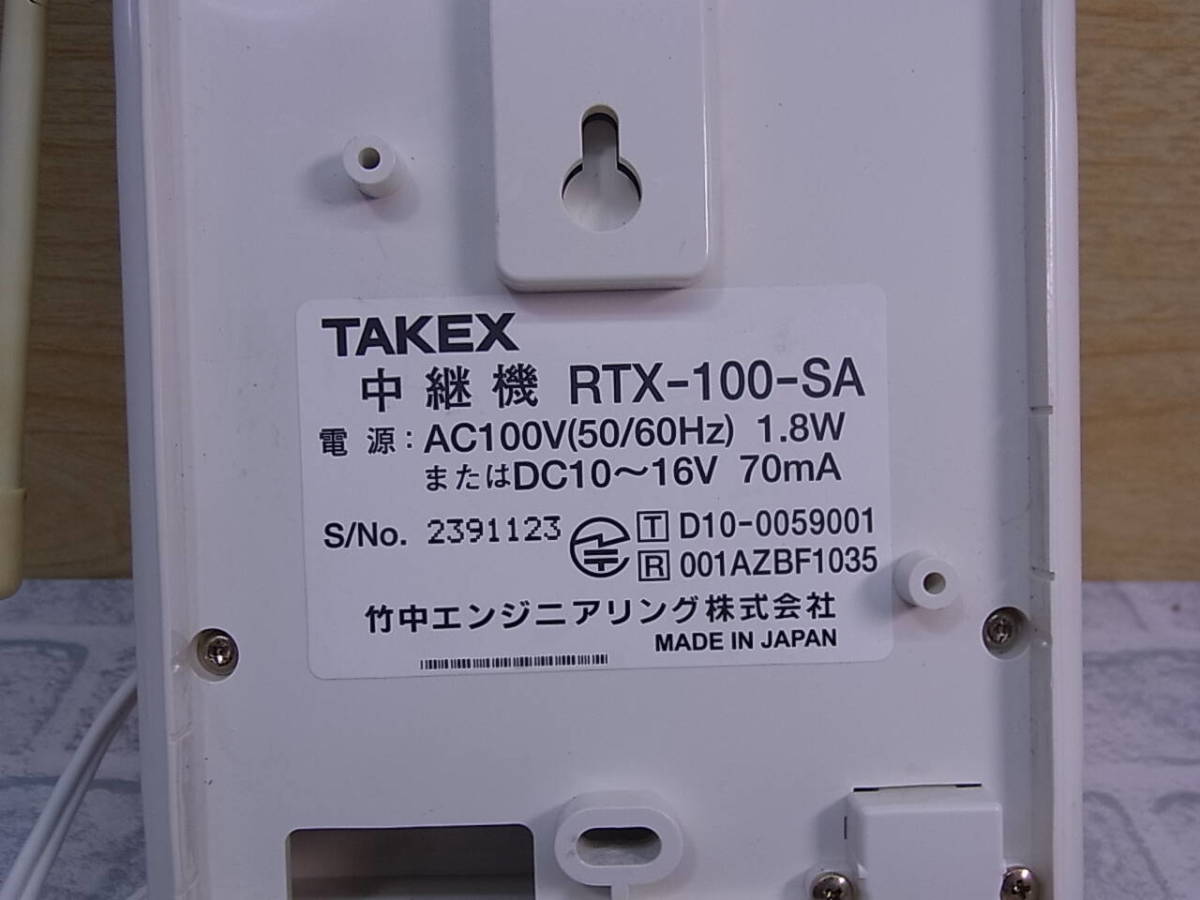 TAKEX
中継機 RTX-100-SA
電源: AC100V(50/60Hz) 1.8W
またはDC10〜16V 70mA
S/No. 2391123 T D10-0059001
R 001AZBF1035
竹中エンジニアリング株式会社
MADE IN JAPAN